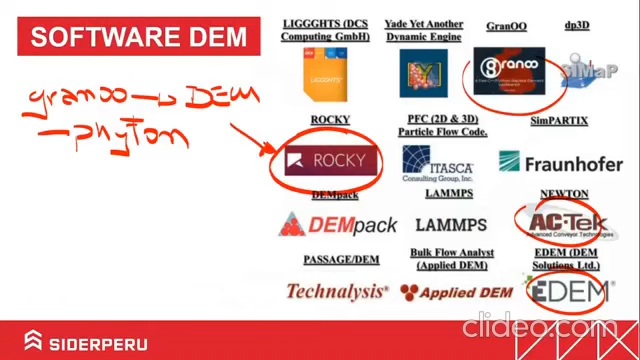 SOFTWARE DEM
granoo → DEM
- phyton
LIGGGHTS (DCS
Computing GmbH)
Yade Yet Another
Dynamic Engine
GranOO
dp3D
LIGGGHTS
granoo
SiMaP
ROCKY
PFC (2D & 3D)
Particle Flow Code.
SimPARTIX
ROCKY
ITASCA
Consulting Group, Inc.
Fraunhofer
DEMpack
LAMMPS
NEWTON
DEMpack
LAMMPS
AC-Tek
Advanced Conveyor Technologies
PASSAGE/DEM
Bulk Flow Analyst
(Applied DEM)
EDEM (DEM
Solutions Ltd.)
Technalysis
Applied DEM
EDEM
SIDERPERU
clideo.com